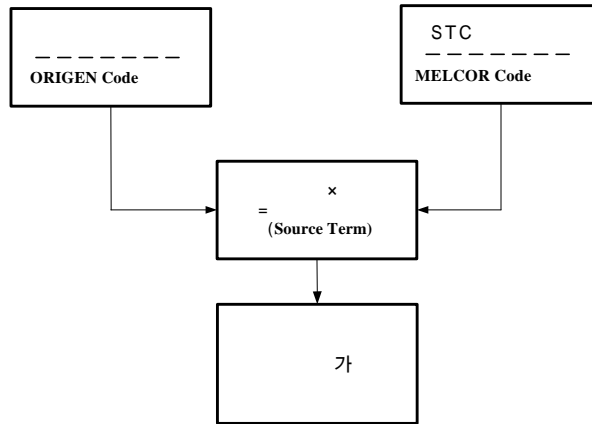 ORIGEN Code
STC
MELCOR Code
×
=
(Source Term)
가